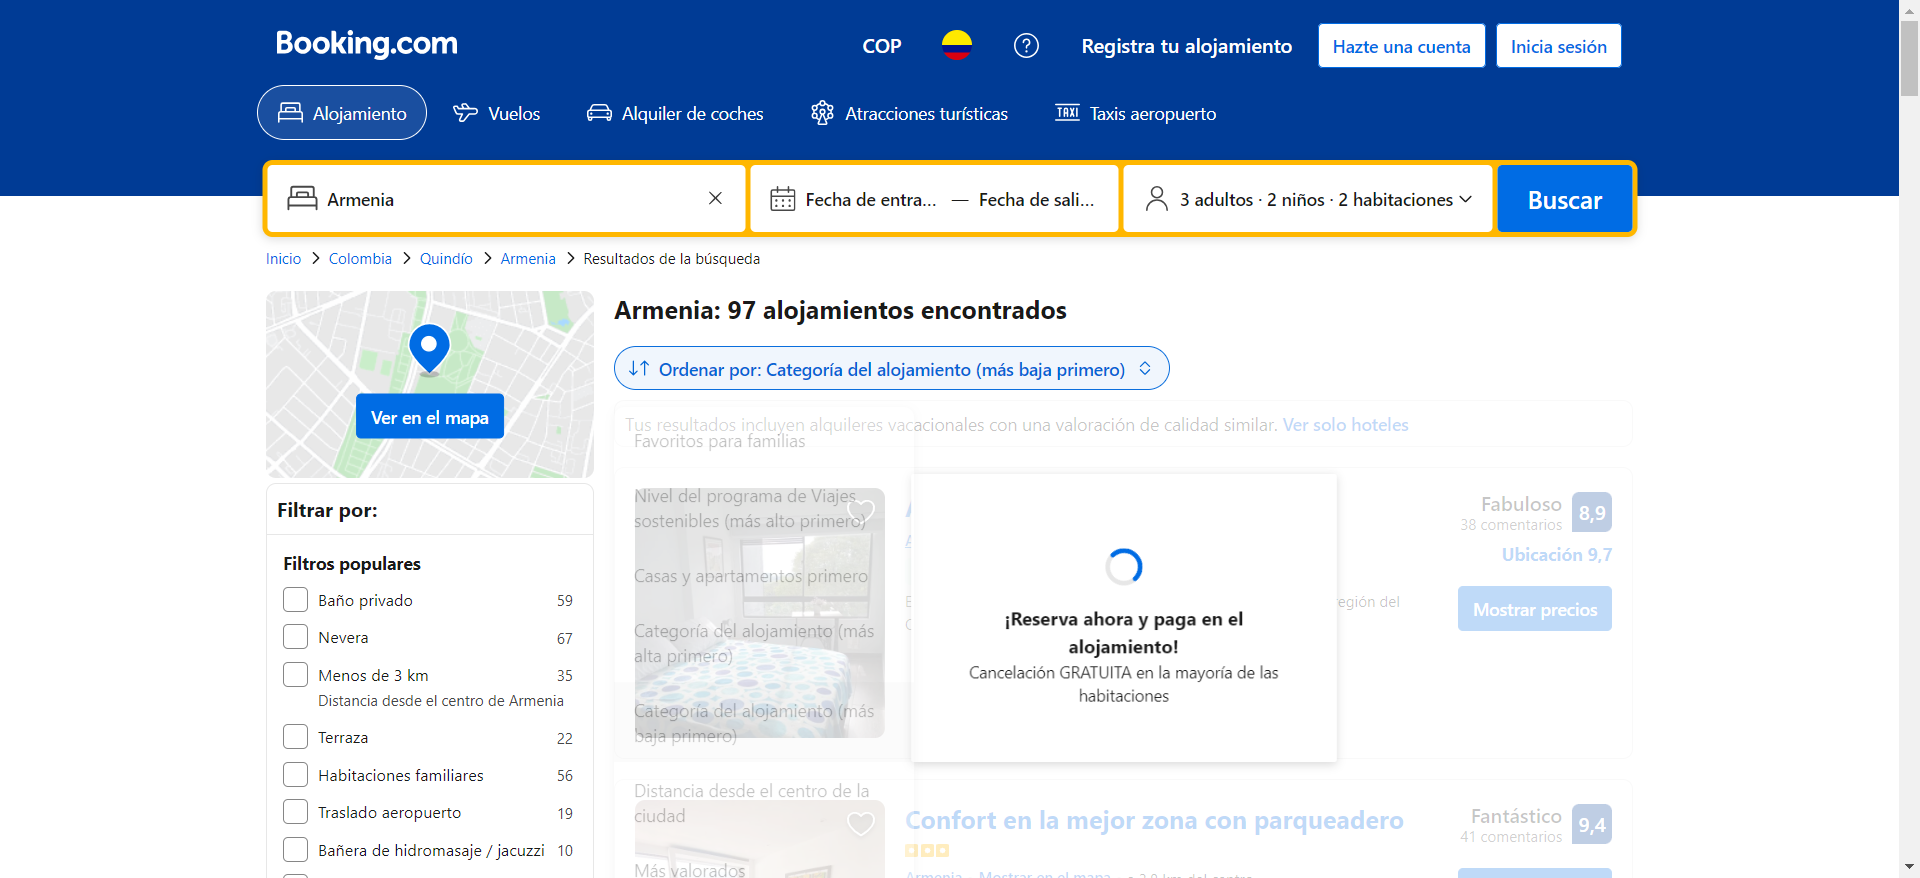 Booking.com
COP
Registra tu alojamiento
Hazte una cuenta
Inicia sesión
Alojamiento
Vuelos
Alquiler de coches
Atracciones turísticas
TAXI
Taxis aeropuerto
Armenia
Fecha de entra... — Fecha de sali...
3 adultos · 2 niños · 2 habitaciones
Buscar
Inicio > Colombia > Quindío > Armenia > Resultados de la búsqueda
Ver en el mapa
Filtrar por:
Filtros populares
Baño privado 59
Nevera 67
Menos de 3 km 35
Distancia desde el centro de Armenia
Terraza 22
Habitaciones familiares 56
Traslado aeropuerto 19
Bañera de hidromasaje / jacuzzi 10
Armenia: 97 alojamientos encontrados
Ordenar por: Categoría del alojamiento (más baja primero)
Tus resultados incluyen alquileres vacacionales con una valoración de calidad similar. Ver solo hoteles
Favoritos para familias
Nivel del programa de Viajes
sostenibles (más alto primero)
Casas y apartamentos primero
Categoría del alojamiento (más
alta primero)
Categoría del alojamiento (más
baja primero)
Distancia desde el centro de la
ciudad
Más valorados
¡Reserva ahora y paga en el
alojamiento!
Cancelación GRATUITA en la mayoría de las
habitaciones
Fabuloso
38 comentarios
8,9
Ubicación 9,7
región del
Mostrar precios
Confort en la mejor zona con parqueadero
Fantástico
41 comentarios
9,4
Armenia Mostrar en el mapa